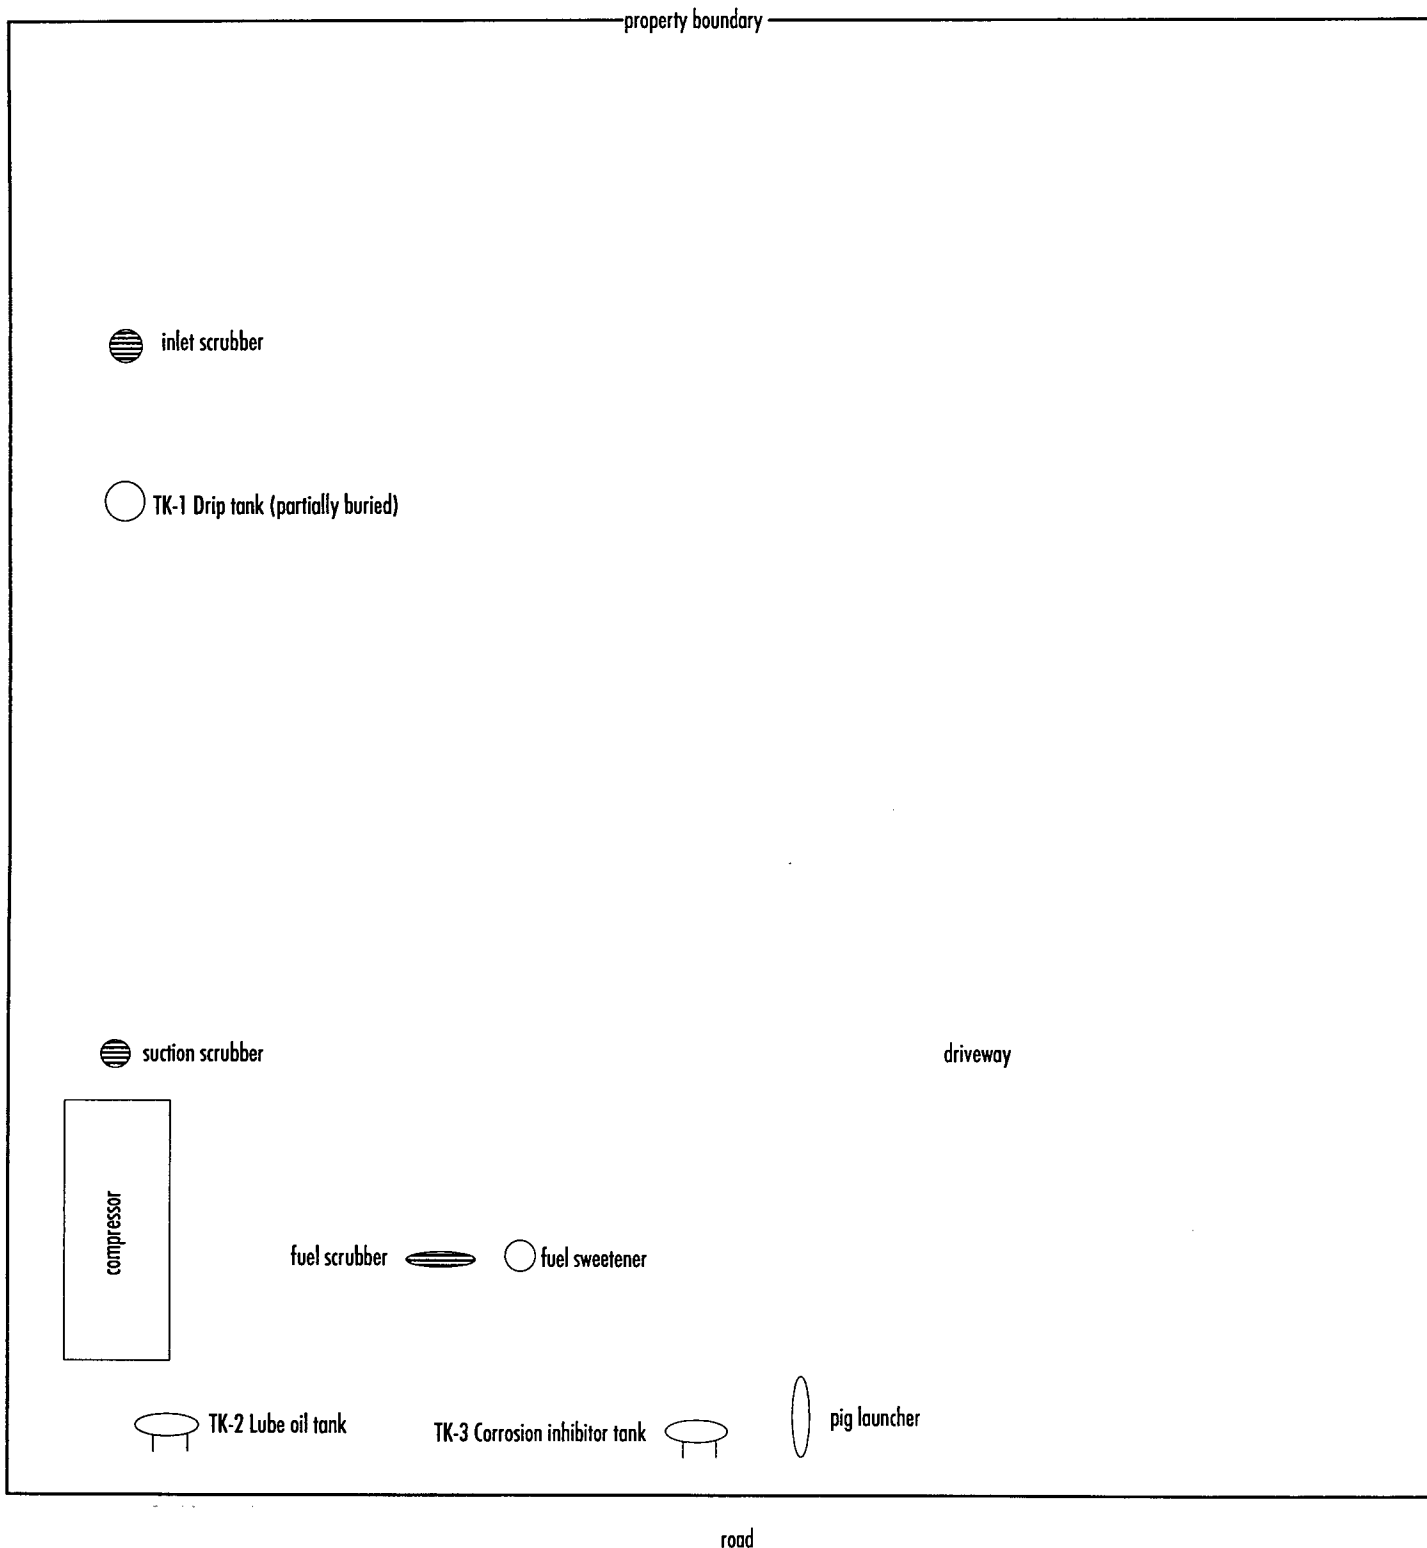 property boundary
inlet scrubber
TK-1 Drip tank (partially buried)
suction scrubber
driveway
compressor
fuel scrubber
fuel sweetener
TK-2 Lube oil tank
TK-3 Corrosion inhibitor tank
pig launcher
road